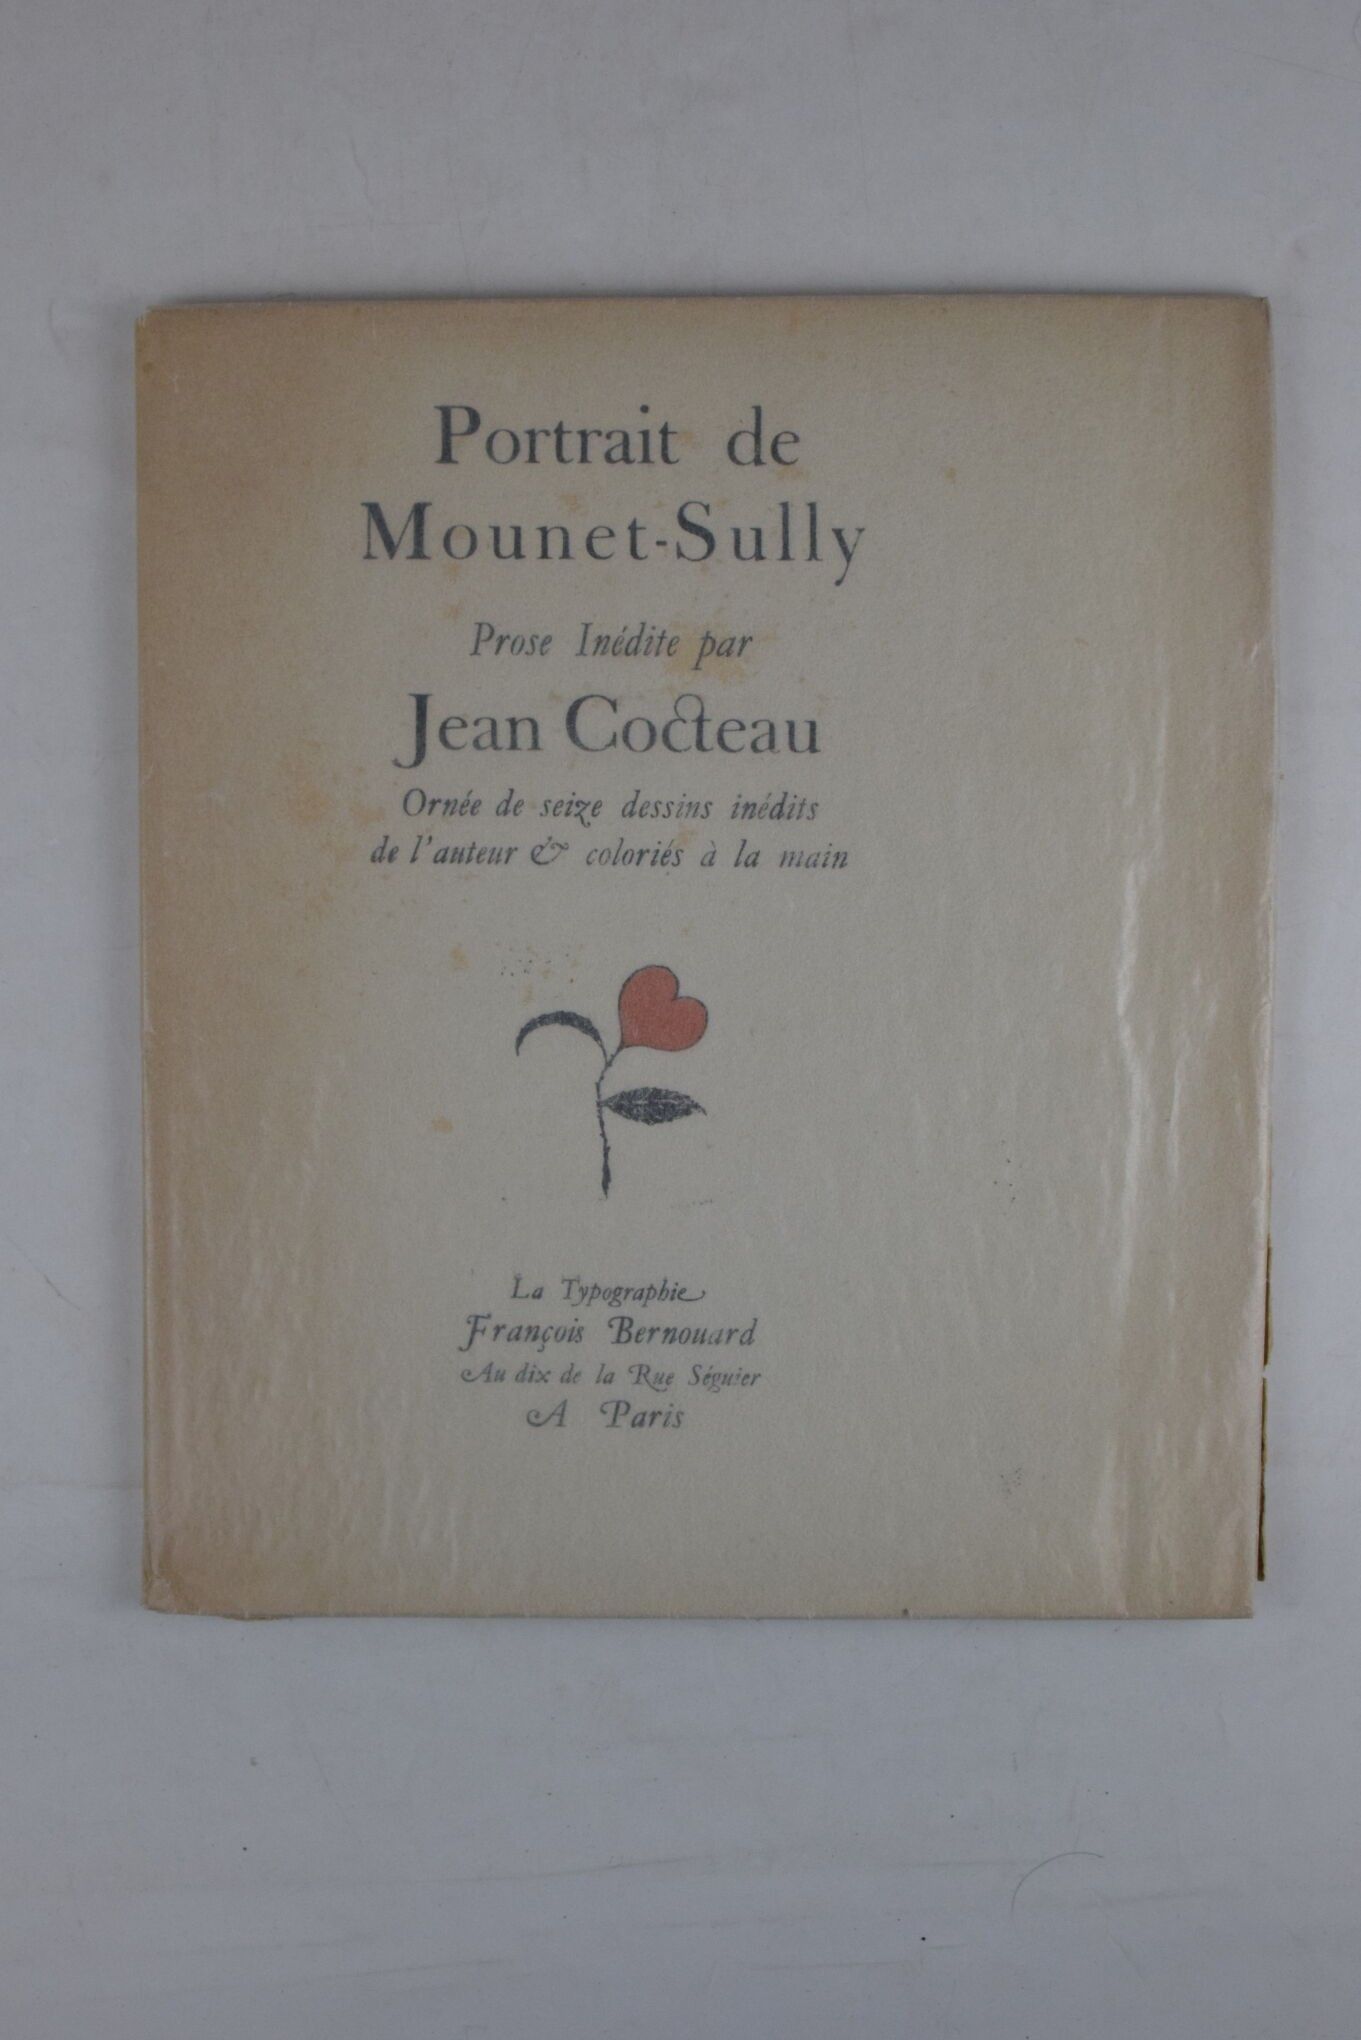 Portrait de
Mounet-Sully
Prose Inédite par
Jean Cocteau
Ornée de seize dessins inédits
de l'auteur & coloriés à la main
La Typographie
François Bernouard
Au dix de la Rue Séguier
A Paris